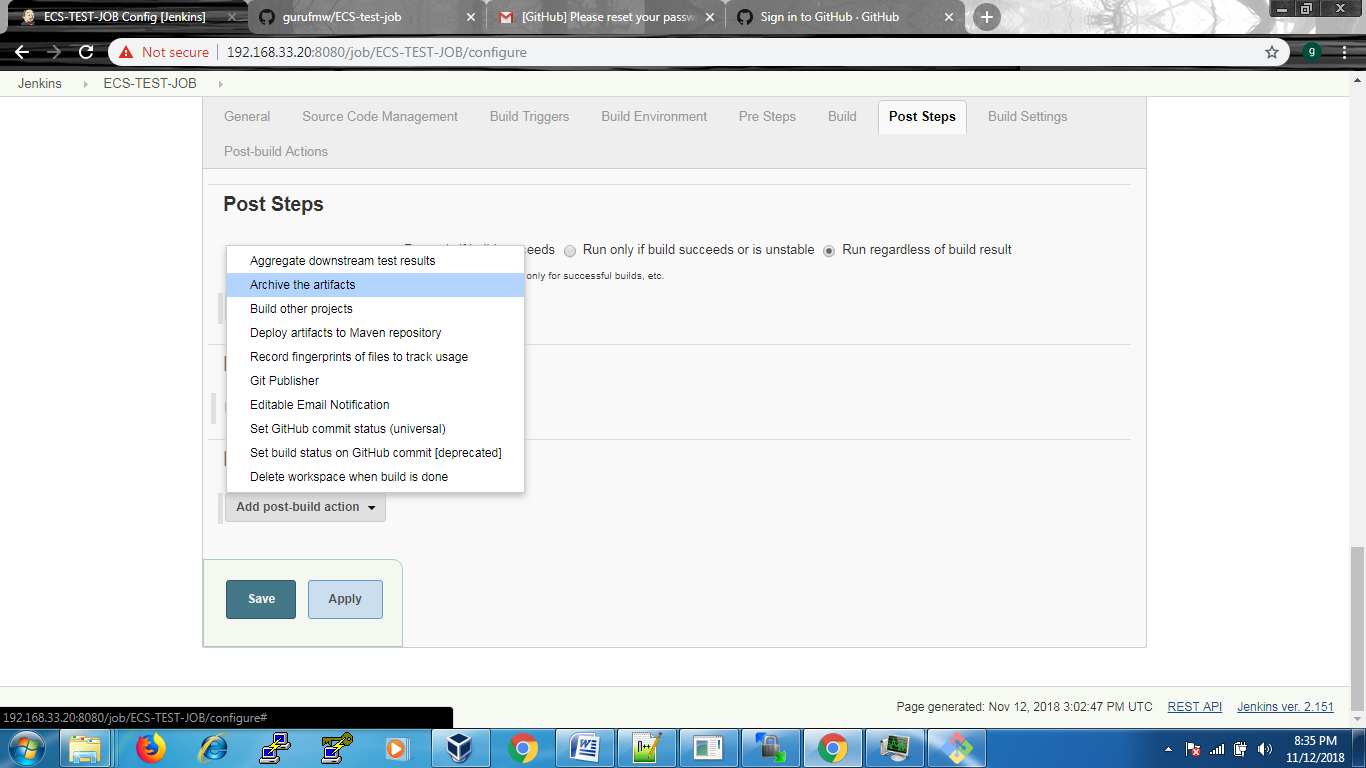 ECS-TEST-JOB Config [Jenkins]
gurufmw/ECS-test-job
[GitHub] Please reset your passw
Sign in to GitHub · GitHub
Not secure
192.168.33.20:8080/job/ECS-TEST-JOB/configure
g
Jenkins
ECS-TEST-JOB
General
Source Code Management
Build Triggers
Build Environment
Pre Steps
Build
Post Steps
Build Settings
Post-build Actions
Post Steps
Run only if build succeeds or is unstable
Run regardless of build result
only for successful builds, etc.
Aggregate downstream test results
Archive the artifacts
Build other projects
Deploy artifacts to Maven repository
Record fingerprints of files to track usage
Git Publisher
Editable Email Notification
Set GitHub commit status (universal)
Set build status on GitHub commit [deprecated]
Delete workspace when build is done
Add post-build action
Save
Apply
Page generated: Nov 12, 2018 3:02:47 PM UTC
REST API
Jenkins ver. 2.151
192.168.33.20:8080/job/ECS-TEST-JOB/configure#
8:35 PM
11/12/2018